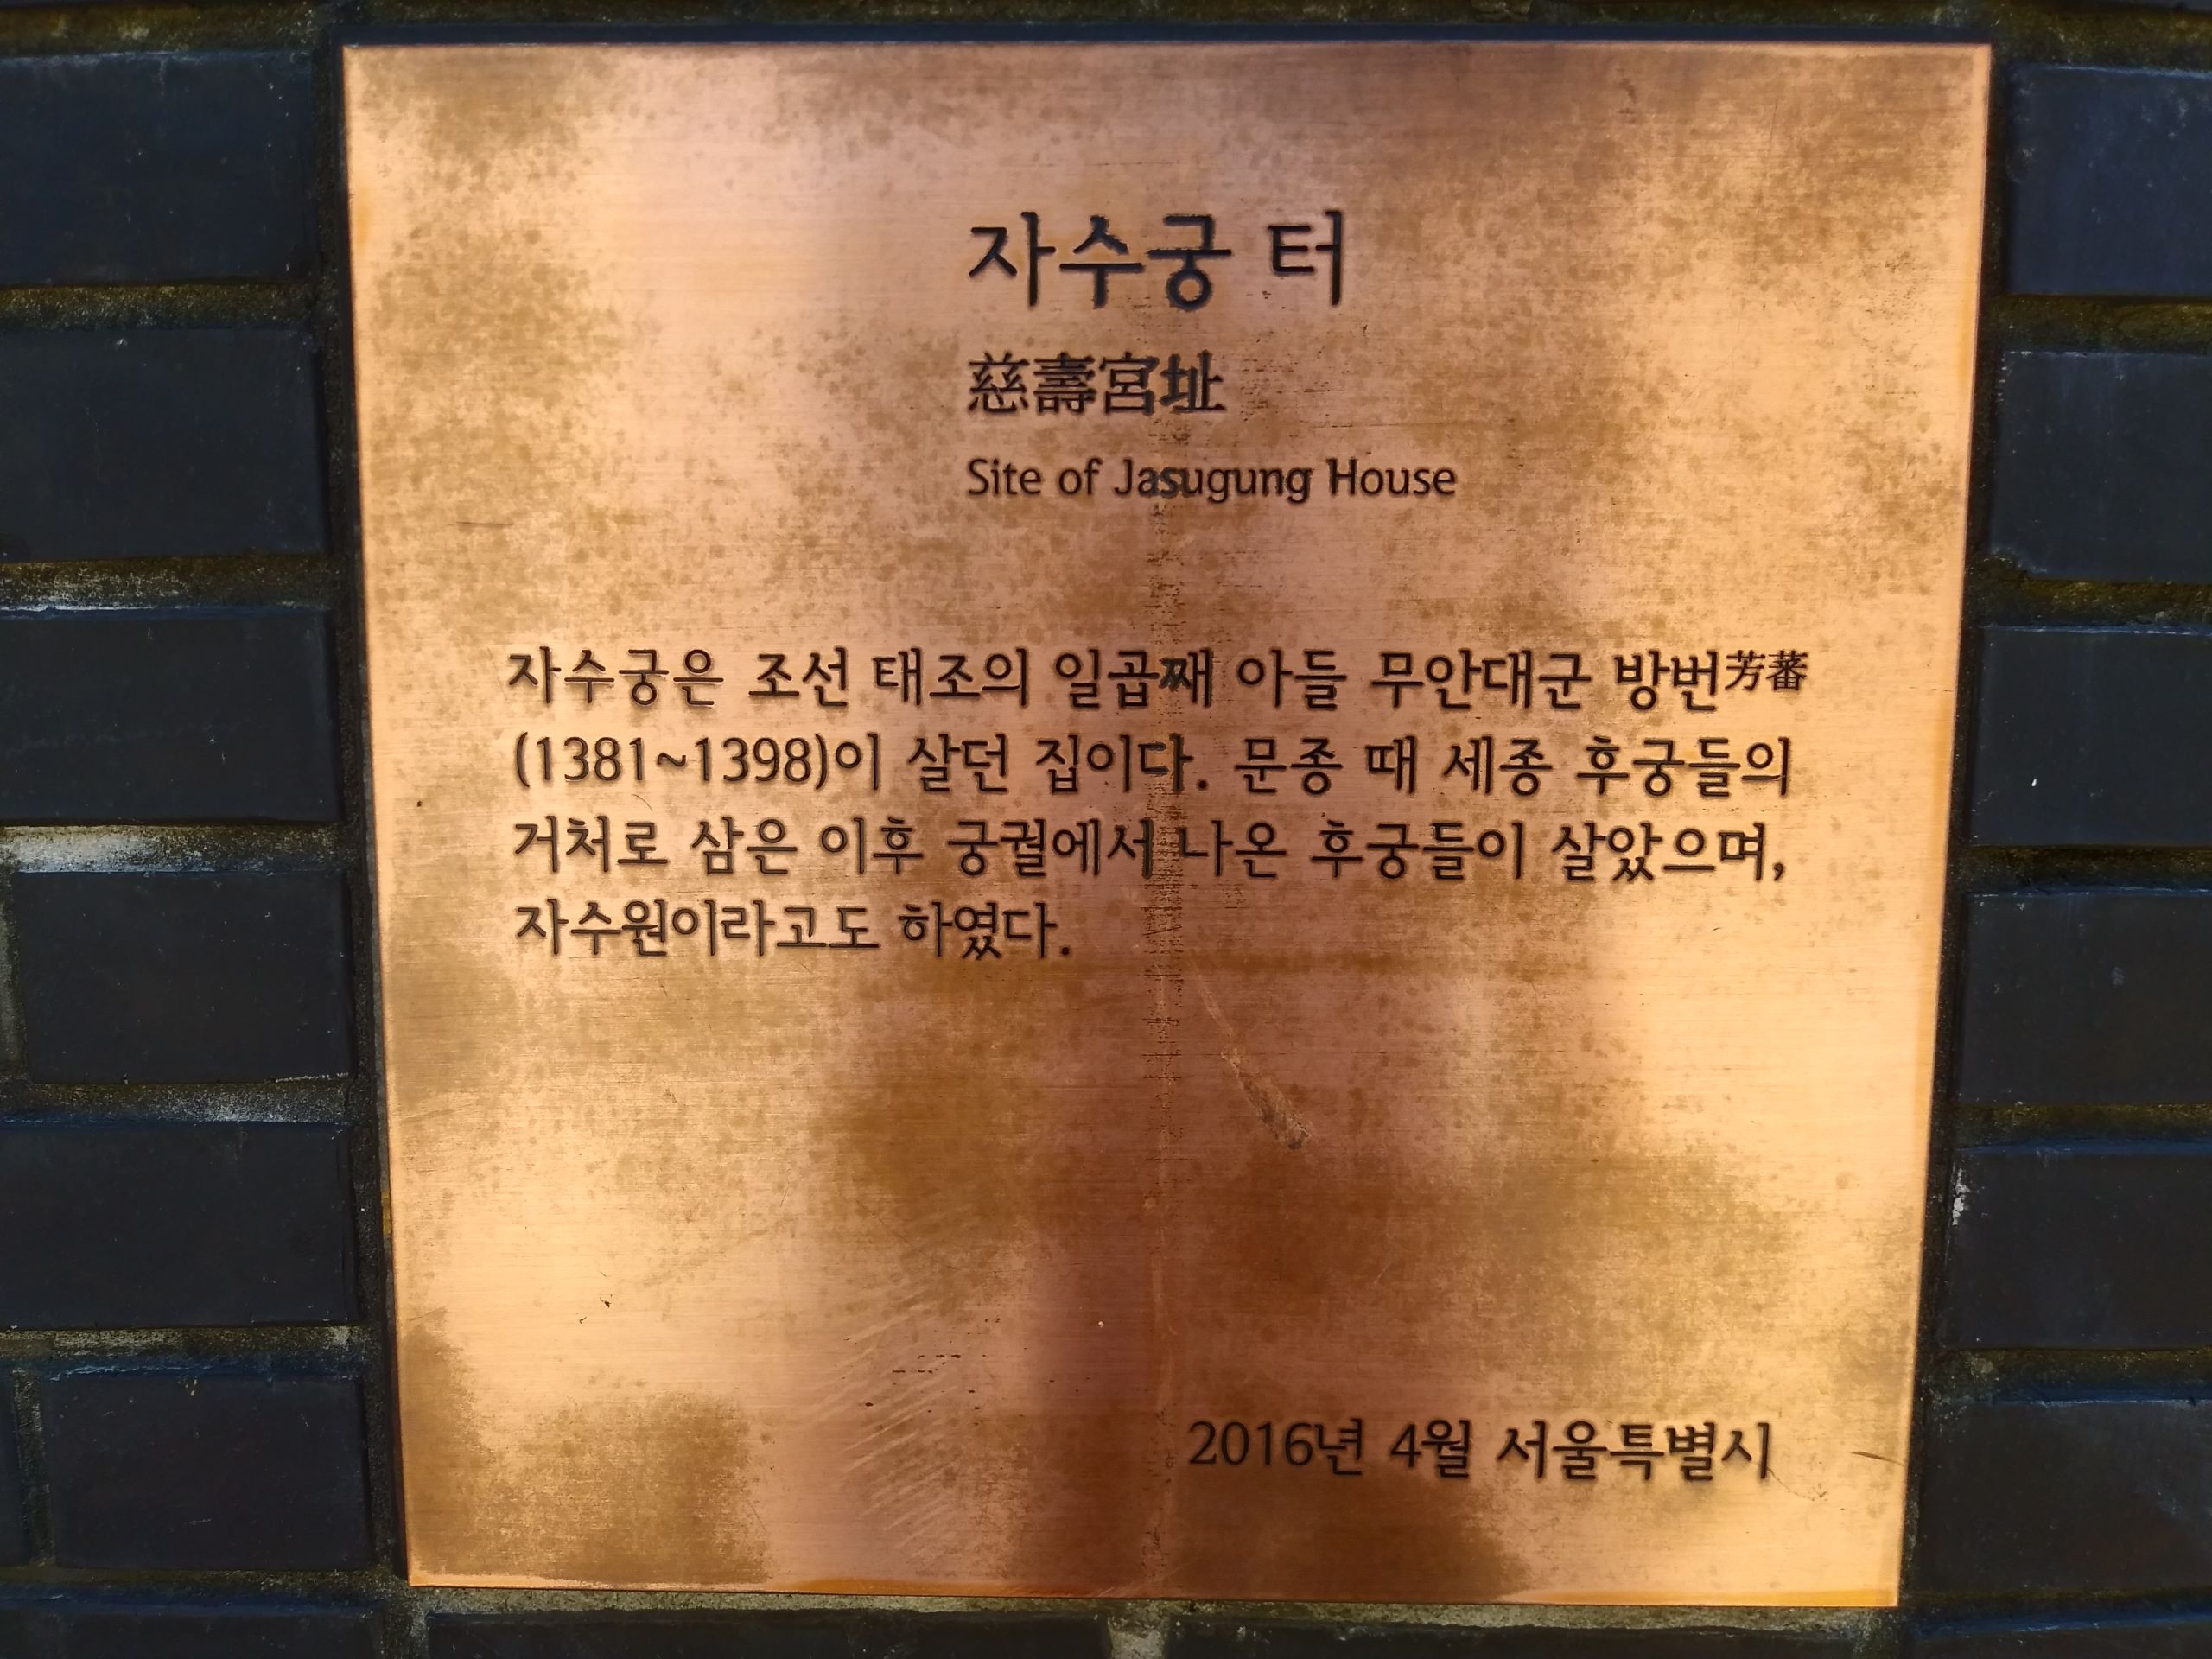 자수궁 터
慈壽宮址
Site of Jasugung House
자수궁은 조선 태조의 일곱째 아들 무안대군 방번芳蕃
(1381~1398)이 살던 집이다. 문종 때 세종 후궁들의
거처로 삼은 이후 궁궐에서 나온 후궁들이 살았으며,
자수원이라고도 하였다.
2016년 4월 서울특별시